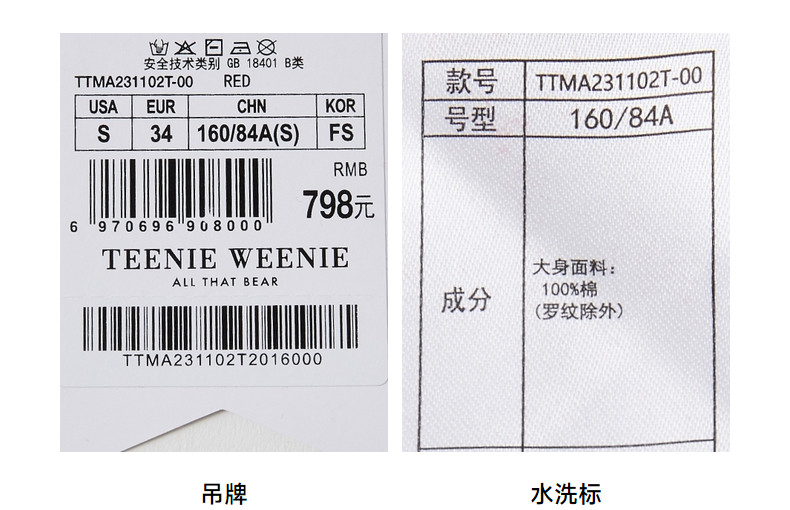 安全技术类别 GB 18401 B类
TTMA231102T-00 RED
USA EUR CHN KOR
S 34 160/84A(S) FS
RMB
798元
6 970696 908000
TEENIE WEENIE
ALL THAT BEAR
TTMA231102T2016000
款号 TTMA231102T-00
号型 160/84A
成分
大身面料:
100%棉
(罗纹除外)
吊牌
水洗标